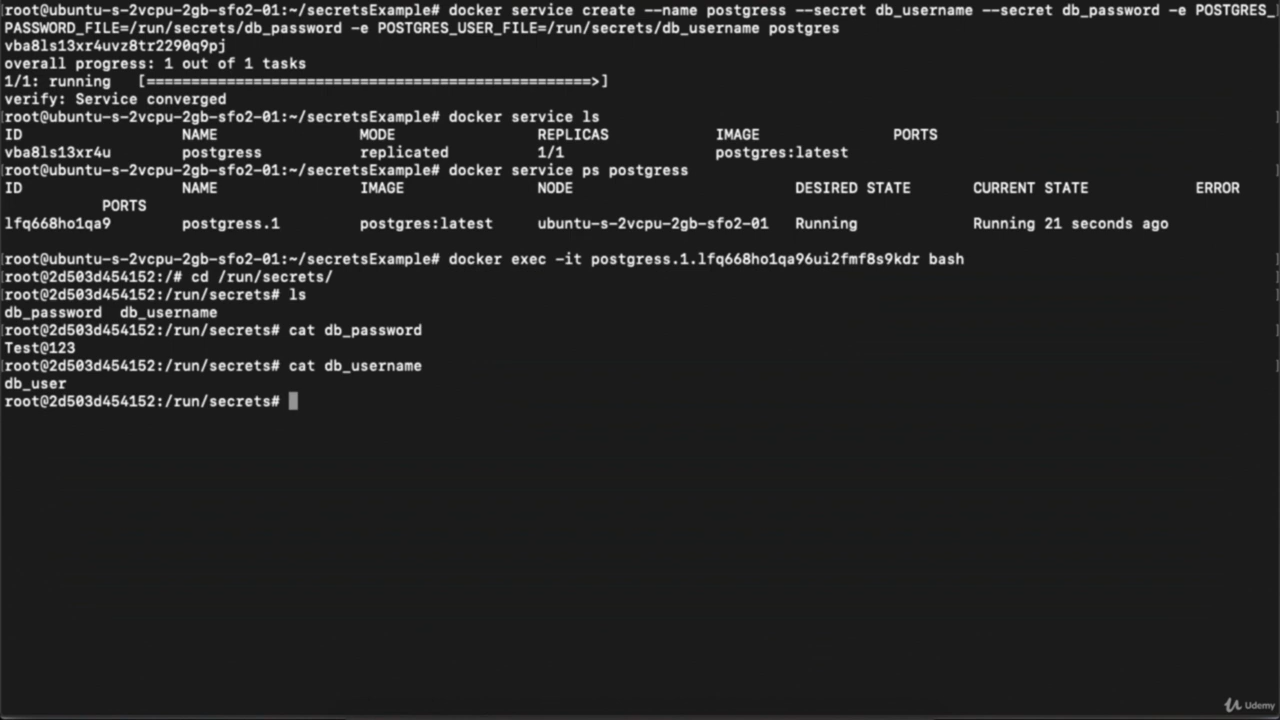 root@ubuntu-s-2vcpu-2gb-sfo2-01:~/secretsExample# docker service create --name postgress --secret db_username --secret db_password -e POSTGRES_
PASSWORD_FILE=/run/secrets/db_password -e POSTGRES_USER_FILE=/run/secrets/db_username postgres
vba8ls13xr4uvz8tr2290q9pj
overall progress: 1 out of 1 tasks
1/1: running   [==================================================>]
verify: Service converged
root@ubuntu-s-2vcpu-2gb-sfo2-01:~/secretsExample# docker service ls
ID                  NAME                MODE                REPLICAS            IMAGE               PORTS
vba8ls13xr4u        postgress           replicated          1/1                 postgres:latest
root@ubuntu-s-2vcpu-2gb-sfo2-01:~/secretsExample# docker service ps postgress
ID                  NAME                IMAGE               NODE                         DESIRED STATE       CURRENT STATE            ERROR
           PORTS
lfq668ho1qa9        postgress.1         postgres:latest     ubuntu-s-2vcpu-2gb-sfo2-01   Running             Running 21 seconds ago
root@ubuntu-s-2vcpu-2gb-sfo2-01:~/secretsExample# docker exec -it postgress.1.lfq668ho1qa96ui2fmf8s9kdr bash
root@2d503d454152:/# cd /run/secrets/
root@2d503d454152:/run/secrets# ls
db_password  db_username
root@2d503d454152:/run/secrets# cat db_password
Test@123
root@2d503d454152:/run/secrets# cat db_username
db_user
root@2d503d454152:/run/secrets#
Udemy